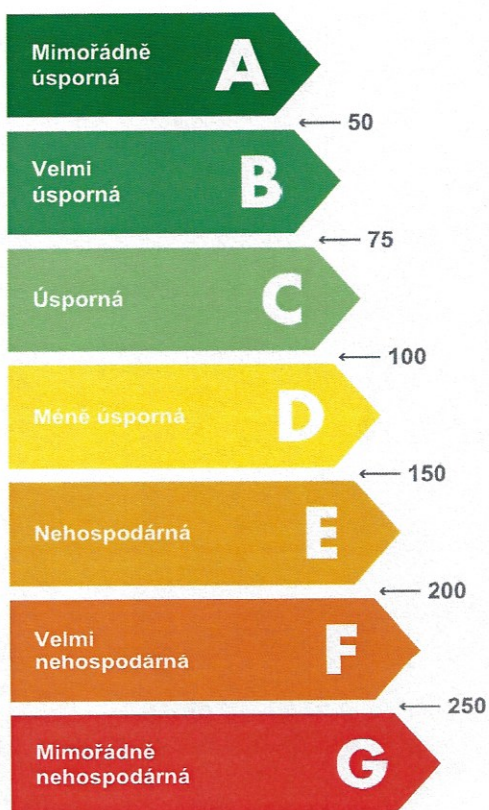 Mimořádně
úsporná
A
50
Velmi
úsporná
B
75
Úsporná
C
100
Méně úsporná
D
150
Nehospodárná
E
200
Velmi
nehospodárná
F
250
Mimořádně
nehospodárná
G